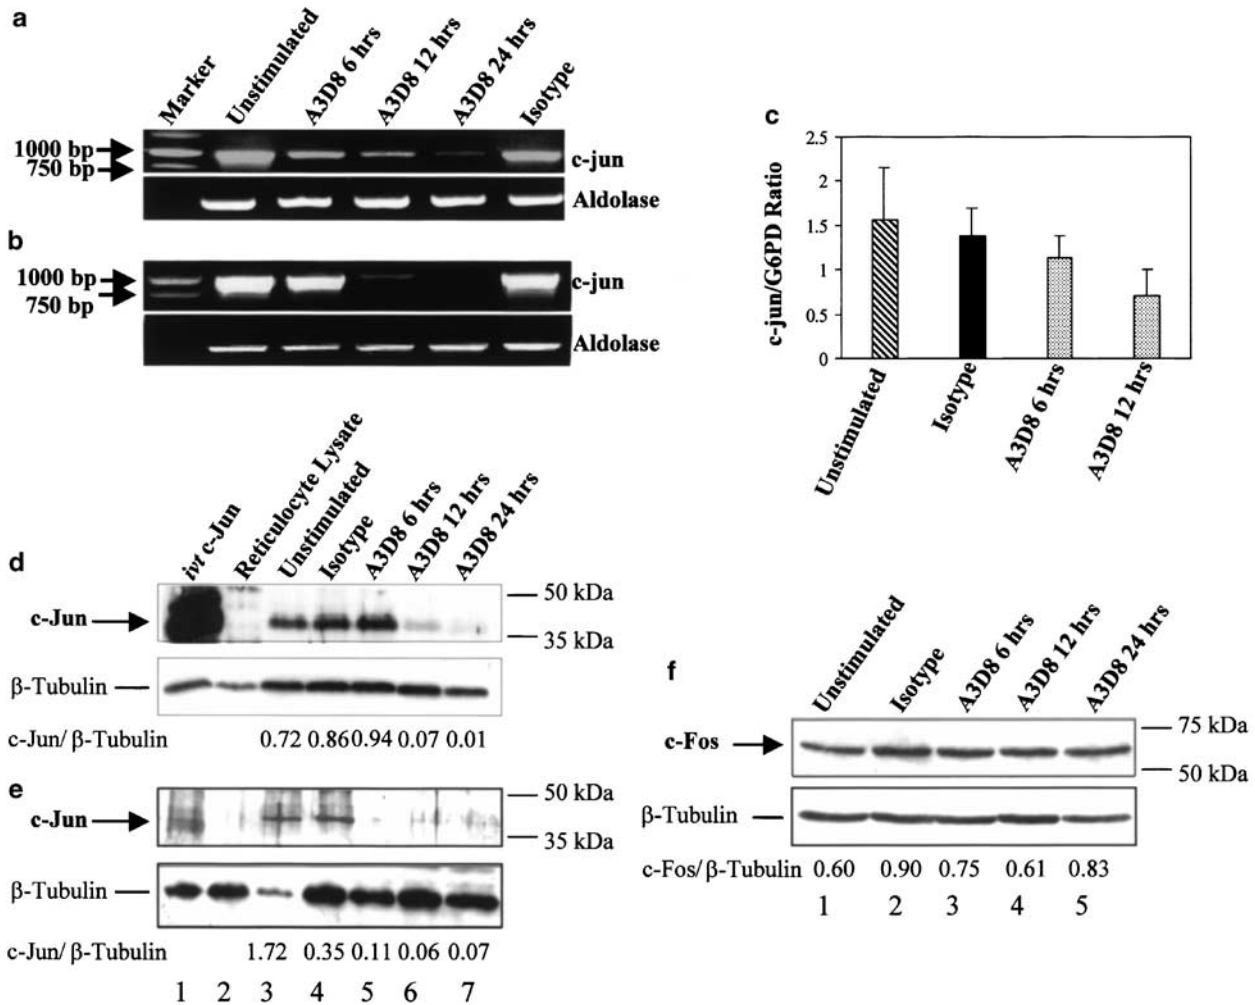 a
Marker
Unstimulated
A3D8 6 hrs
A3D8 12 hrs
A3D8 24 hrs
Isotype
1000 bp
750 bp
c-jun
Aldolase
b
1000 bp
750 bp
c-jun
Aldolase
c
c-jun/G6PD Ratio
2.5
2
1.5
1
0.5
0
Unstimulated
Isotype
A3D8 6 hrs
A3D8 12 hrs
d
ivt c-Jun
Reticulocyte Lysate
Unstimulated
Isotype
A3D8 6 hrs
A3D8 12 hrs
A3D8 24 hrs
c-Jun
50 kDa
35 kDa
β-Tubulin
c-Jun/ β-Tubulin 0.72 0.86 0.94 0.07 0.01
e
c-Jun
50 kDa
35 kDa
β-Tubulin
c-Jun/ β-Tubulin 1.72 0.35 0.11 0.06 0.07
1 2 3 4 5 6 7
f
Unstimulated
Isotype
A3D8 6 hrs
A3D8 12 hrs
A3D8 24 hrs
c-Fos
75 kDa
50 kDa
β-Tubulin
c-Fos/ β-Tubulin 0.60 0.90 0.75 0.61 0.83
1 2 3 4 5